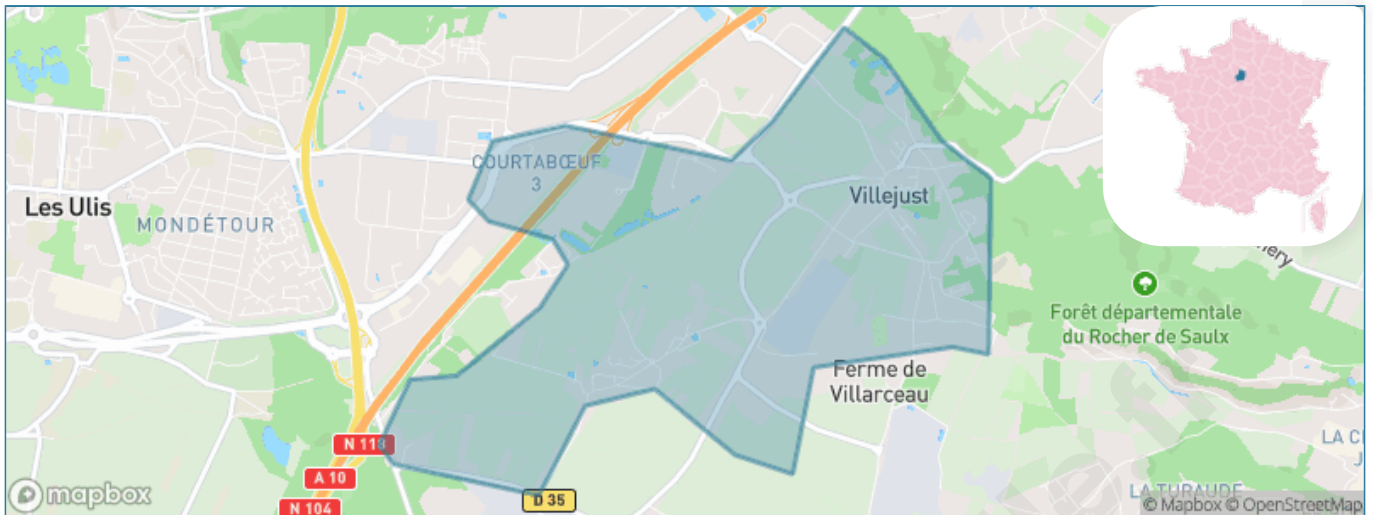 COURTABŒUF
3
Villejust
Les Ulis
MONDÉTOUR
Forêt départementale
du Rocher de Saulx
Ferme de
Villarceau
N 118
A 10
N 104
D 35
LA TURAUDE
mapbox
© Mapbox © OpenStreetMap